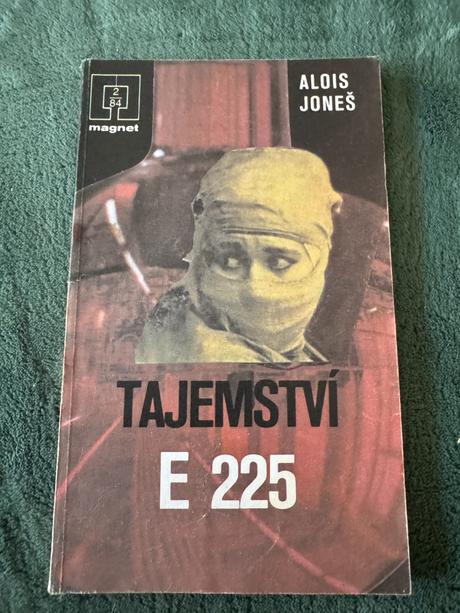 2
84
magnet
ALOIS
JONEŠ
TAJEMSTVÍ
E 225